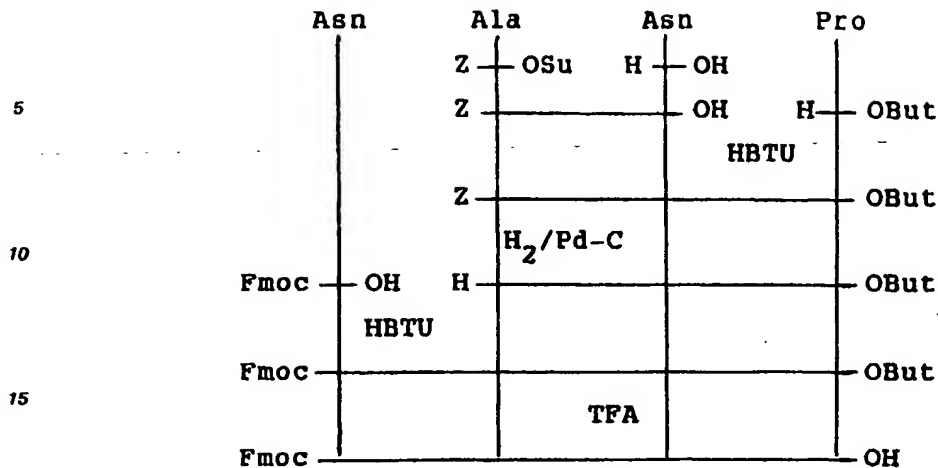 Asn Ala Asn Pro
Z OSu H OH
5 Z OH H OBut
HBTU
Z OBut
10 H2/Pd-C
Fmoc OH H OBut
HBTU
Fmoc OBut
15 TFA
Fmoc OH